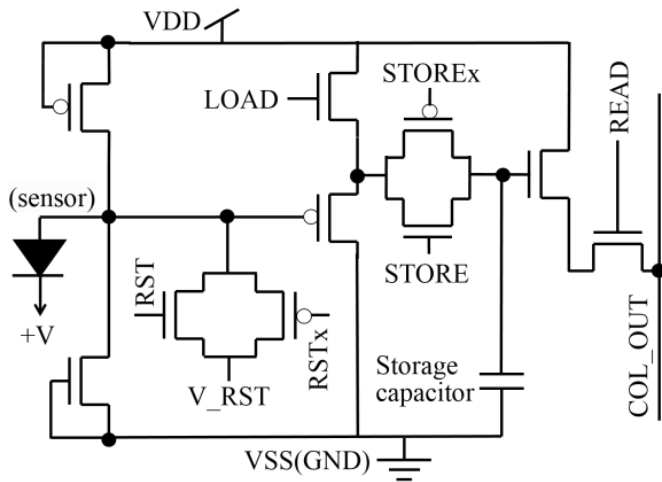 VDD
STOREx
LOAD
READ
(sensor)
+V
RST
RSTx
V_RST
STORE
Storage
capacitor
COL_OUT
VSS(GND)